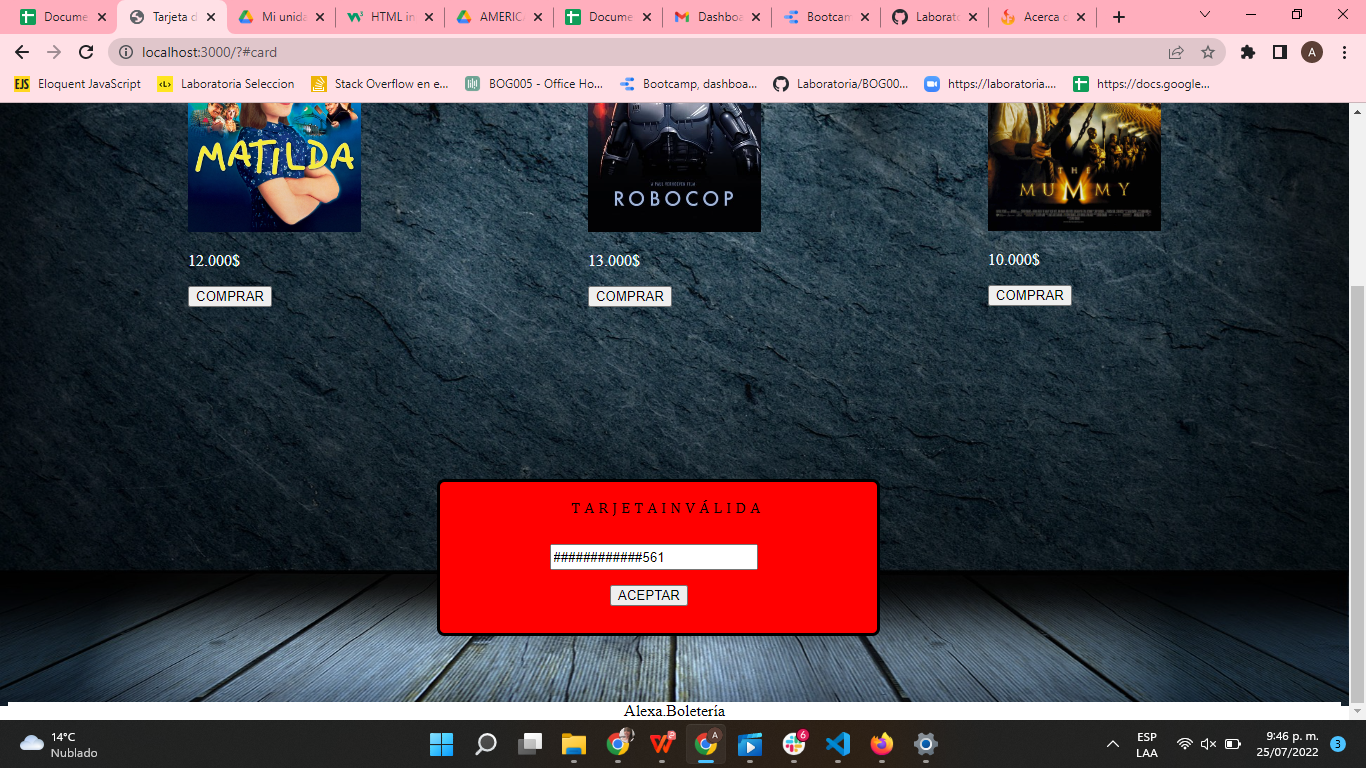 Docume
Tarjeta d
Mi unida
HTML in
AMERIC
Docume
Dashboa
Bootcam
Laborato
Acerca d
localhost:3000/?#card
A
EJS Eloquent JavaScript
<L> Laboratoria Seleccion
Stack Overflow en e...
BOG005 - Office Ho...
Bootcamp, dashboa...
Laboratoria/BOG00...
https://laboratoria....
https://docs.google...
MATILDA
ROBOCOP
THE
MUMMY
12.000$
13.000$
10.000$
COMPRAR
COMPRAR
COMPRAR
TARJETAINVÁLIDA
############561
ACEPTAR
Alexa.Boletería
14°C
Nublado
A
6
ESP
LAA
9:46 p. m.
25/07/2022
3